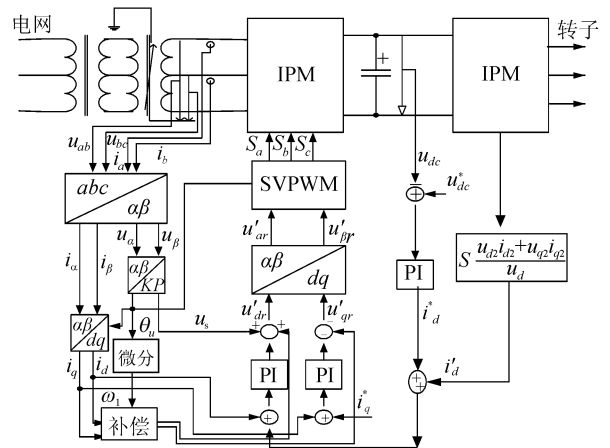 电网
转子
IPM
+
IPM
u_ab
u_bc
i_a
i_b
S_a
S_b
S_c
u_dc
u*_dc
abc
αβ
SVPWM
−
u_α
u_β
u'_αr
u'_βr
S (u_d2 i_d2 + u_q2 i_q2) / u_d
i_α
i_β
αβ
KP
αβ
dq
PI
u'_dr
u'_qr
i*_d
αβ
dq
θ_u
u_s
+
+
−
−
微分
i_q
i_d
PI
PI
+
+
i'_d
ω_1
补偿
+
+
i*_q